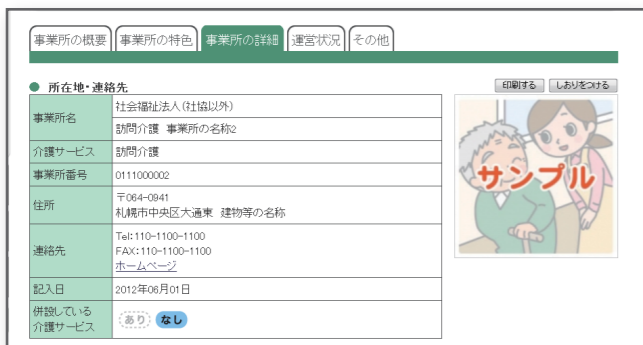 事業所の概要 事業所の特色 事業所の詳細 運営状況 その他
● 所在地・連絡先
印刷する しおりをつける
事業所名
社会福祉法人(社協以外)
訪問介護 事業所の名称2
介護サービス 訪問介護
事業所番号 0111000002
住所
〒064-0941
札幌市中央区大通東 建物等の名称
連絡先
Tel:110-1100-1100
FAX:110-1100-1100
ホームページ
記入日 2012年06月01日
併設している
介護サービス
あり なし
サンプル